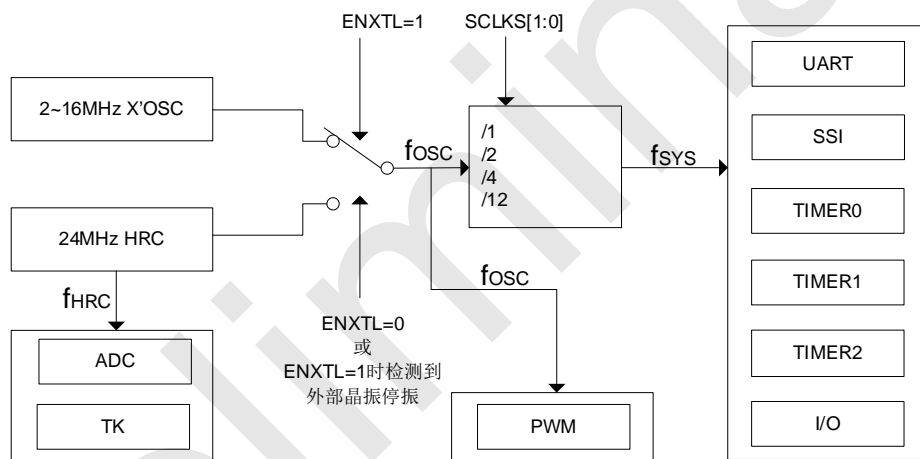 ENXTL=1
SCLKS[1:0]
2~16MHz X'OSC
/1
/2
/4
/12
fOSC
fSYS
24MHz HRC
fHRC
fOSC
ENXTL=0
或
ENXTL=1时检测到
外部晶振停振
ADC
TK
PWM
UART
SSI
TIMER0
TIMER1
TIMER2
I/O